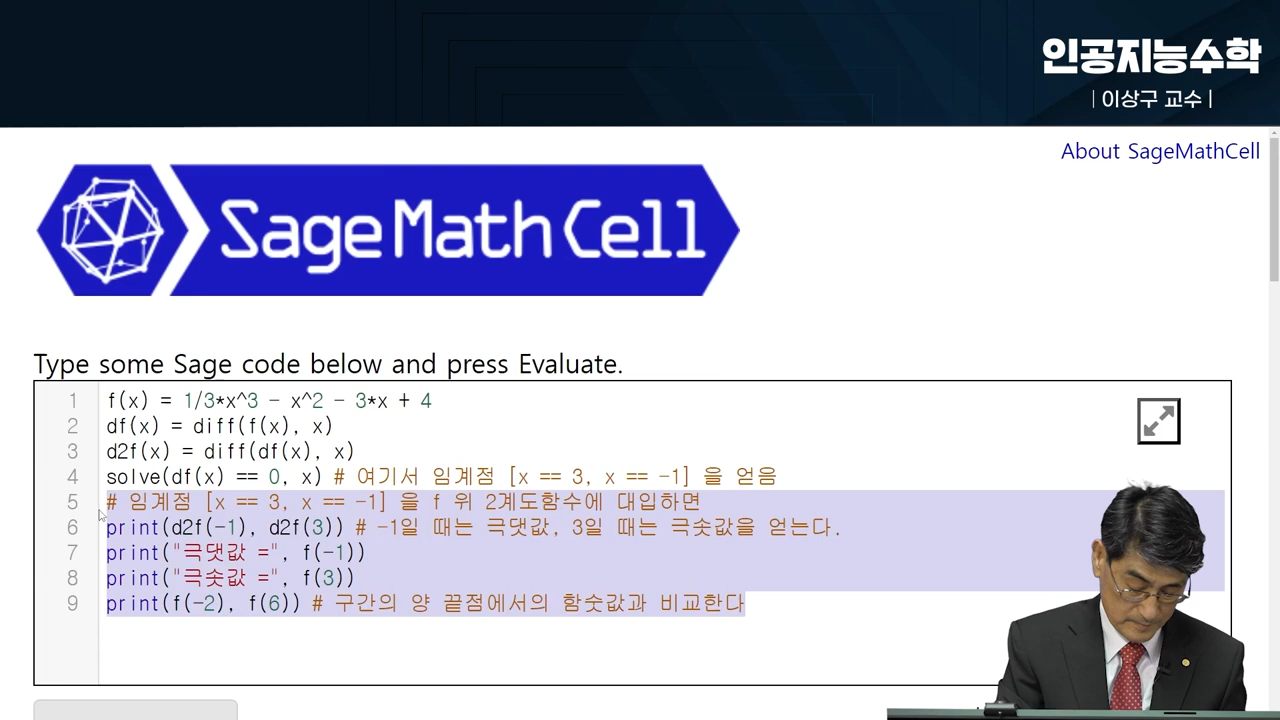 인공지능수학
| 이상구 교수 |
About SageMathCell
SageMathCell
Type some Sage code below and press Evaluate.
1 f(x) = 1/3*x^3 - x^2 - 3*x + 4
2 df(x) = diff(f(x), x)
3 d2f(x) = diff(df(x), x)
4 solve(df(x) == 0, x) # 여기서 임계점 [x == 3, x == -1] 을 얻음
5 # 임계점 [x == 3, x == -1] 을 f 위 2계도함수에 대입하면
6 print(d2f(-1), d2f(3)) # -1일 때는 극댓값, 3일 때는 극솟값을 얻는다.
7 print("극댓값 =", f(-1))
8 print("극솟값 =", f(3))
9 print(f(-2), f(6)) # 구간의 양 끝점에서의 함숫값과 비교한다